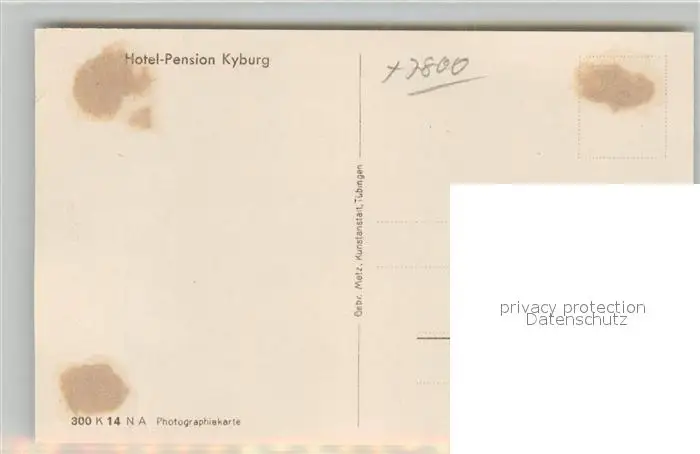 Hotel-Pension Kyburg
+7800
Gebr. Metz, Kunstanstalt, Tübingen
privacy protection
Datenschutz
300 K 14 N A Photographiekarte